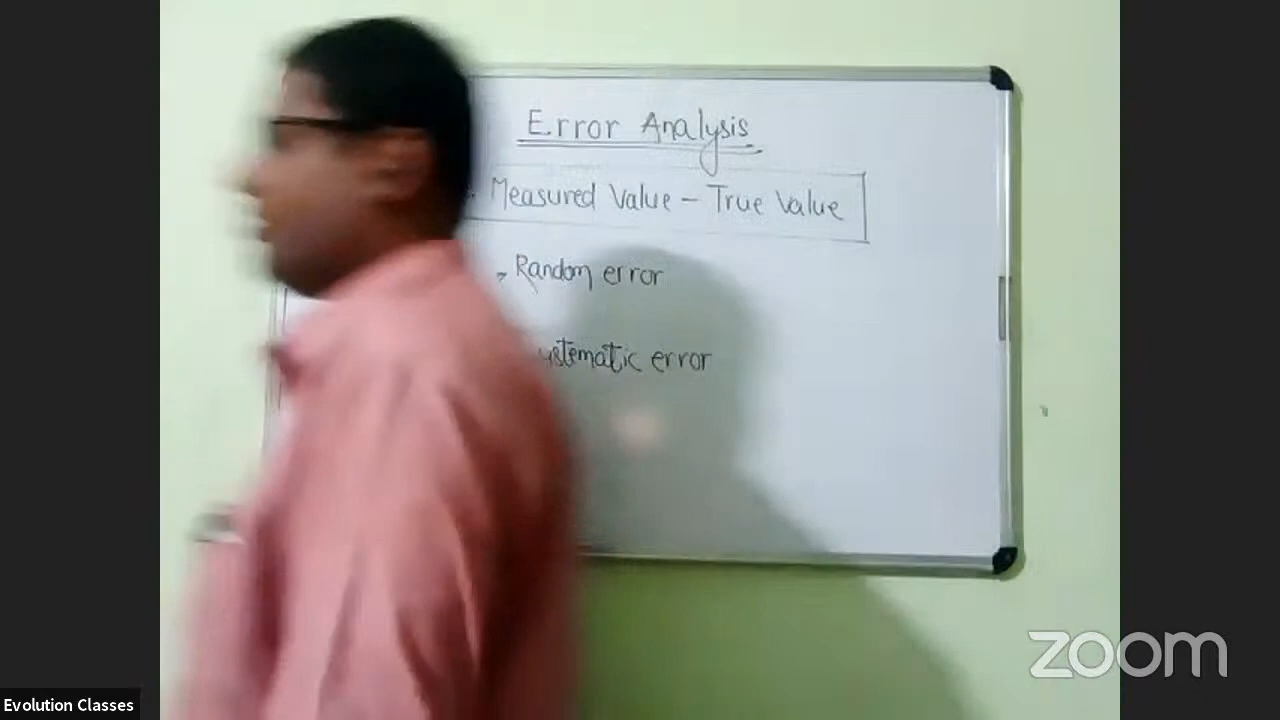 Error Analysis
Measured Value - True Value
Random error
error
zoom
Evolution Classes